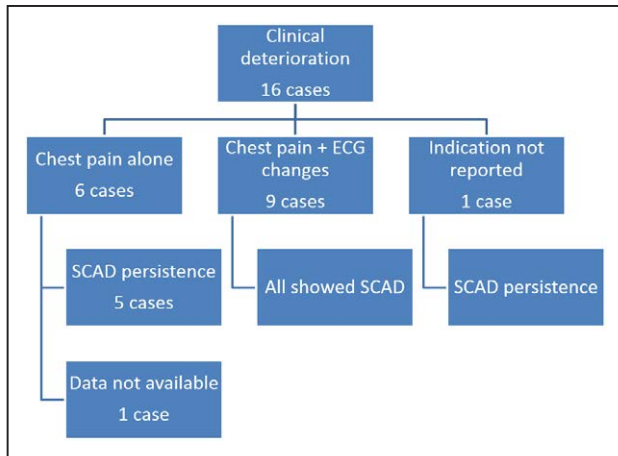 Clinical
deterioration
16 cases
Chest pain alone
6 cases
Chest pain + ECG
changes
9 cases
Indication not
reported
1 case
SCAD persistence
5 cases
All showed SCAD
SCAD persistence
Data not available
1 case